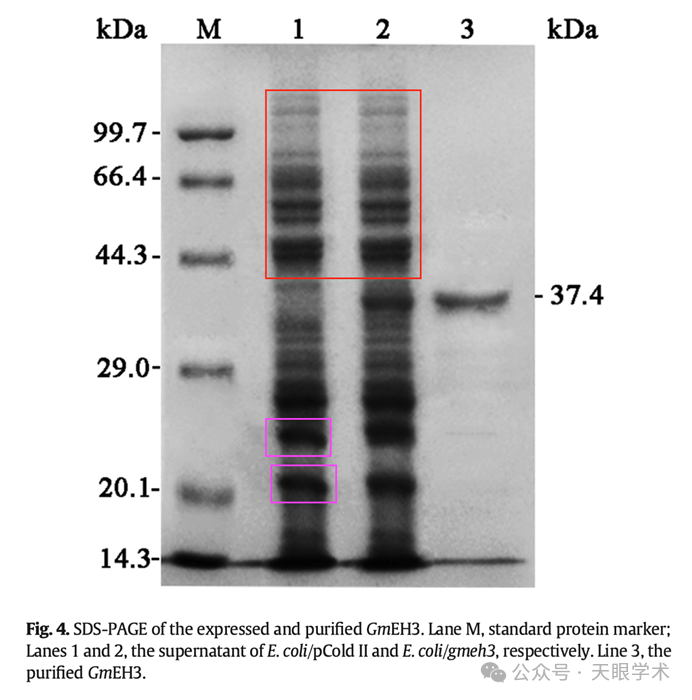 kDa M 1 2 3 kDa
99.7-
66.4-
44.3-
- 37.4
29.0-
20.1-
14.3-
Fig. 4. SDS-PAGE of the expressed and purified GmEH3. Lane M, standard protein marker;
Lanes 1 and 2, the supernatant of E. coli/pCold II and E. coli/gmeh3, respectively. Line 3, the
purified GmEH3.
公众号 · 天眼学术